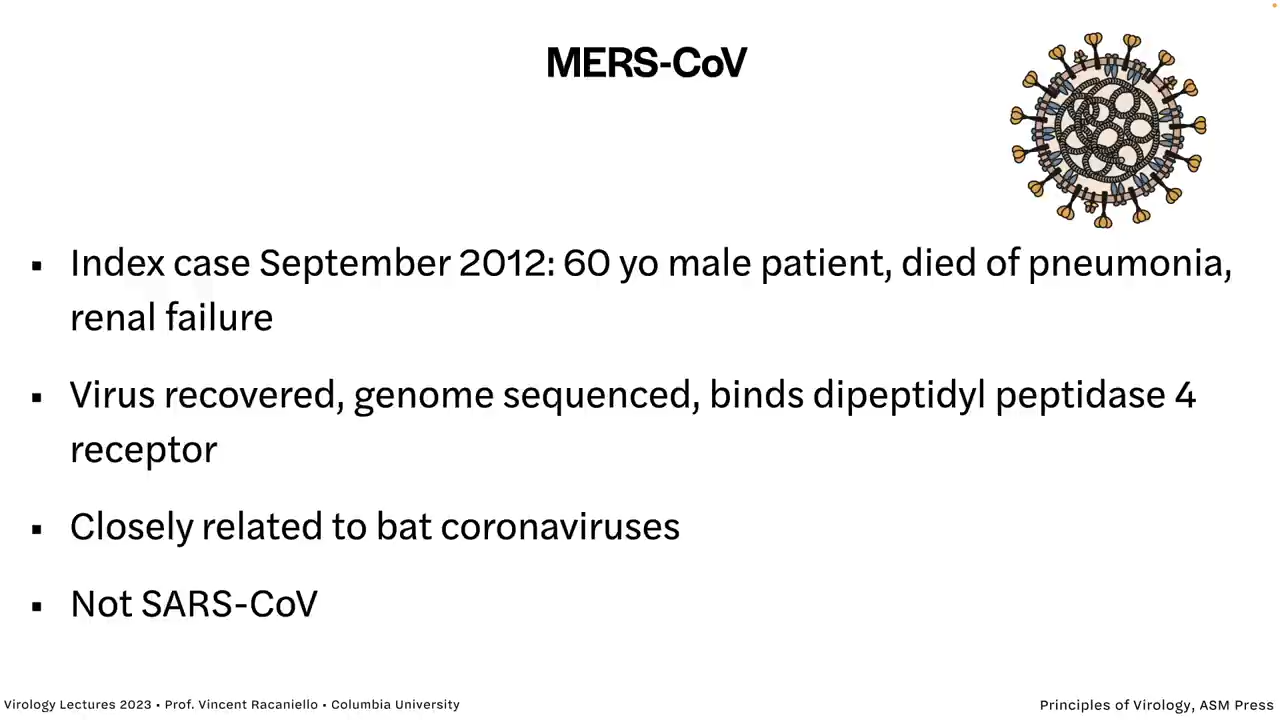 MERS-CoV
▪ Index case September 2012: 60 yo male patient, died of pneumonia,
renal failure
▪ Virus recovered, genome sequenced, binds dipeptidyl peptidase 4
receptor
▪ Closely related to bat coronaviruses
▪ Not SARS-CoV
Virology Lectures 2023 • Prof. Vincent Racaniello • Columbia University
Principles of Virology, ASM Press